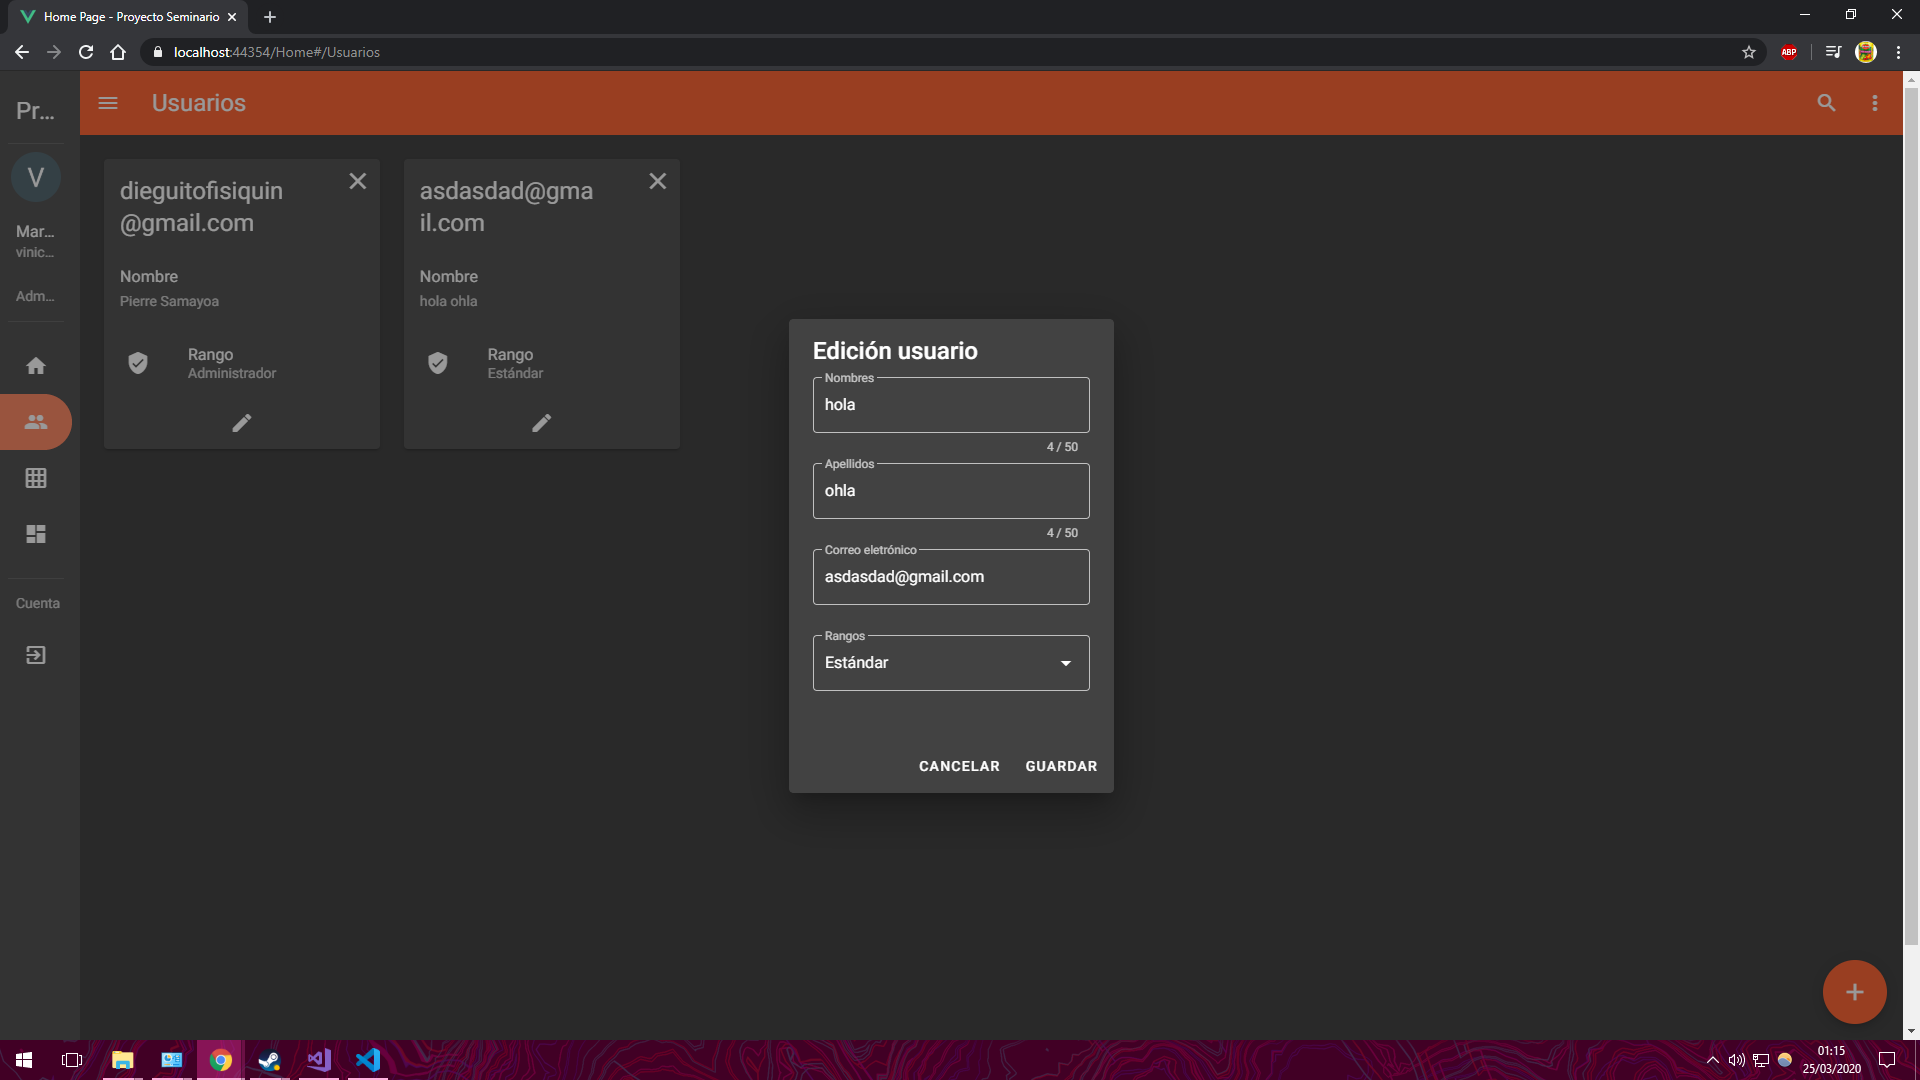 Home Page - Proyecto Seminario
localhost:44354/Home#/Usuarios
ABP
Pr...
Usuarios
V
Mar...
vinic...
Adm...
Cuenta
dieguitofisiquin
@gmail.com
Nombre
Pierre Samayoa
Rango
Administrador
asdasdad@gma
il.com
Nombre
hola ohla
Rango
Estándar
Edición usuario
Nombres
hola
4 / 50
Apellidos
ohla
4 / 50
Correo eletrónico
asdasdad@gmail.com
Rangos
Estándar
CANCELAR GUARDAR
01:15
25/03/2020